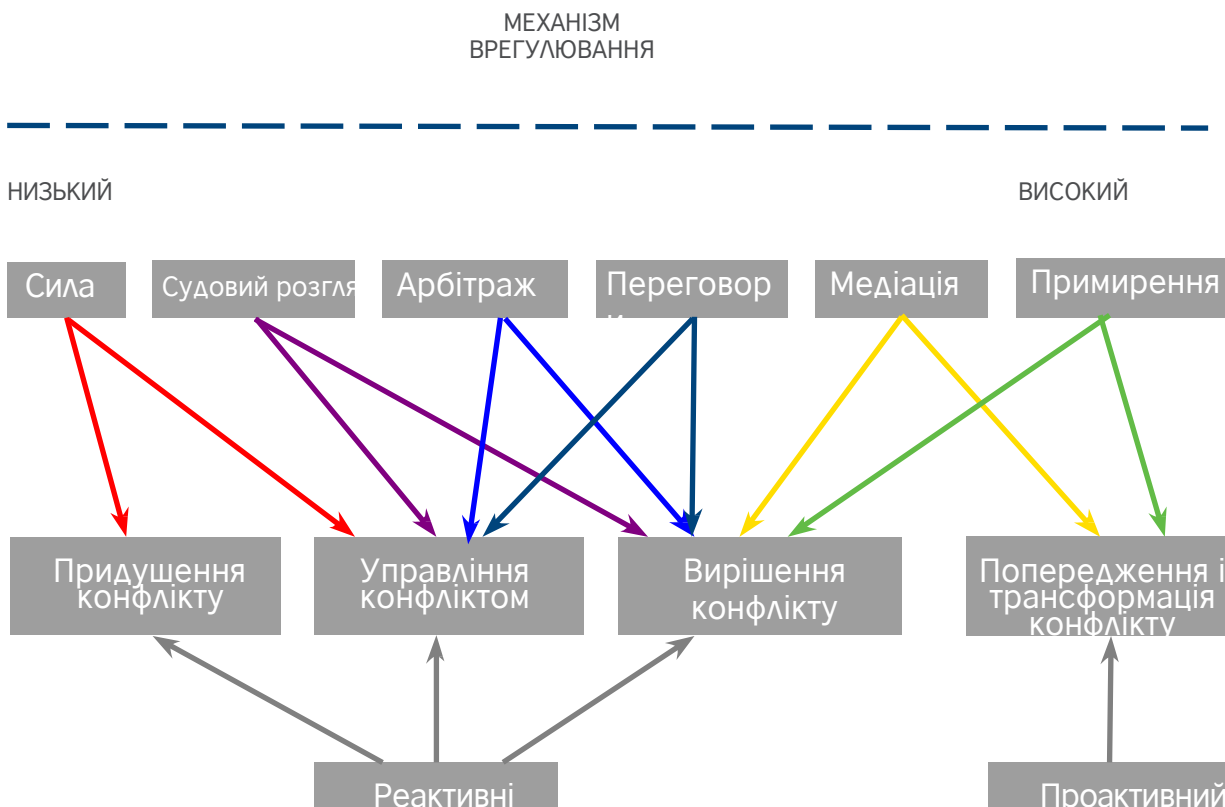 МЕХАНІЗМ
ВРЕГУЛЮВАННЯ
НИЗЬКИЙ
ВИСОКИЙ
Сила
Судовий розгля
Арбітраж
Переговор
Медіація
Примирення
Придушення
конфлікту
Управління
конфліктом
Вирішення
конфлікту
Попередження і
трансформація
конфлікту
Реактивні
Проактивний